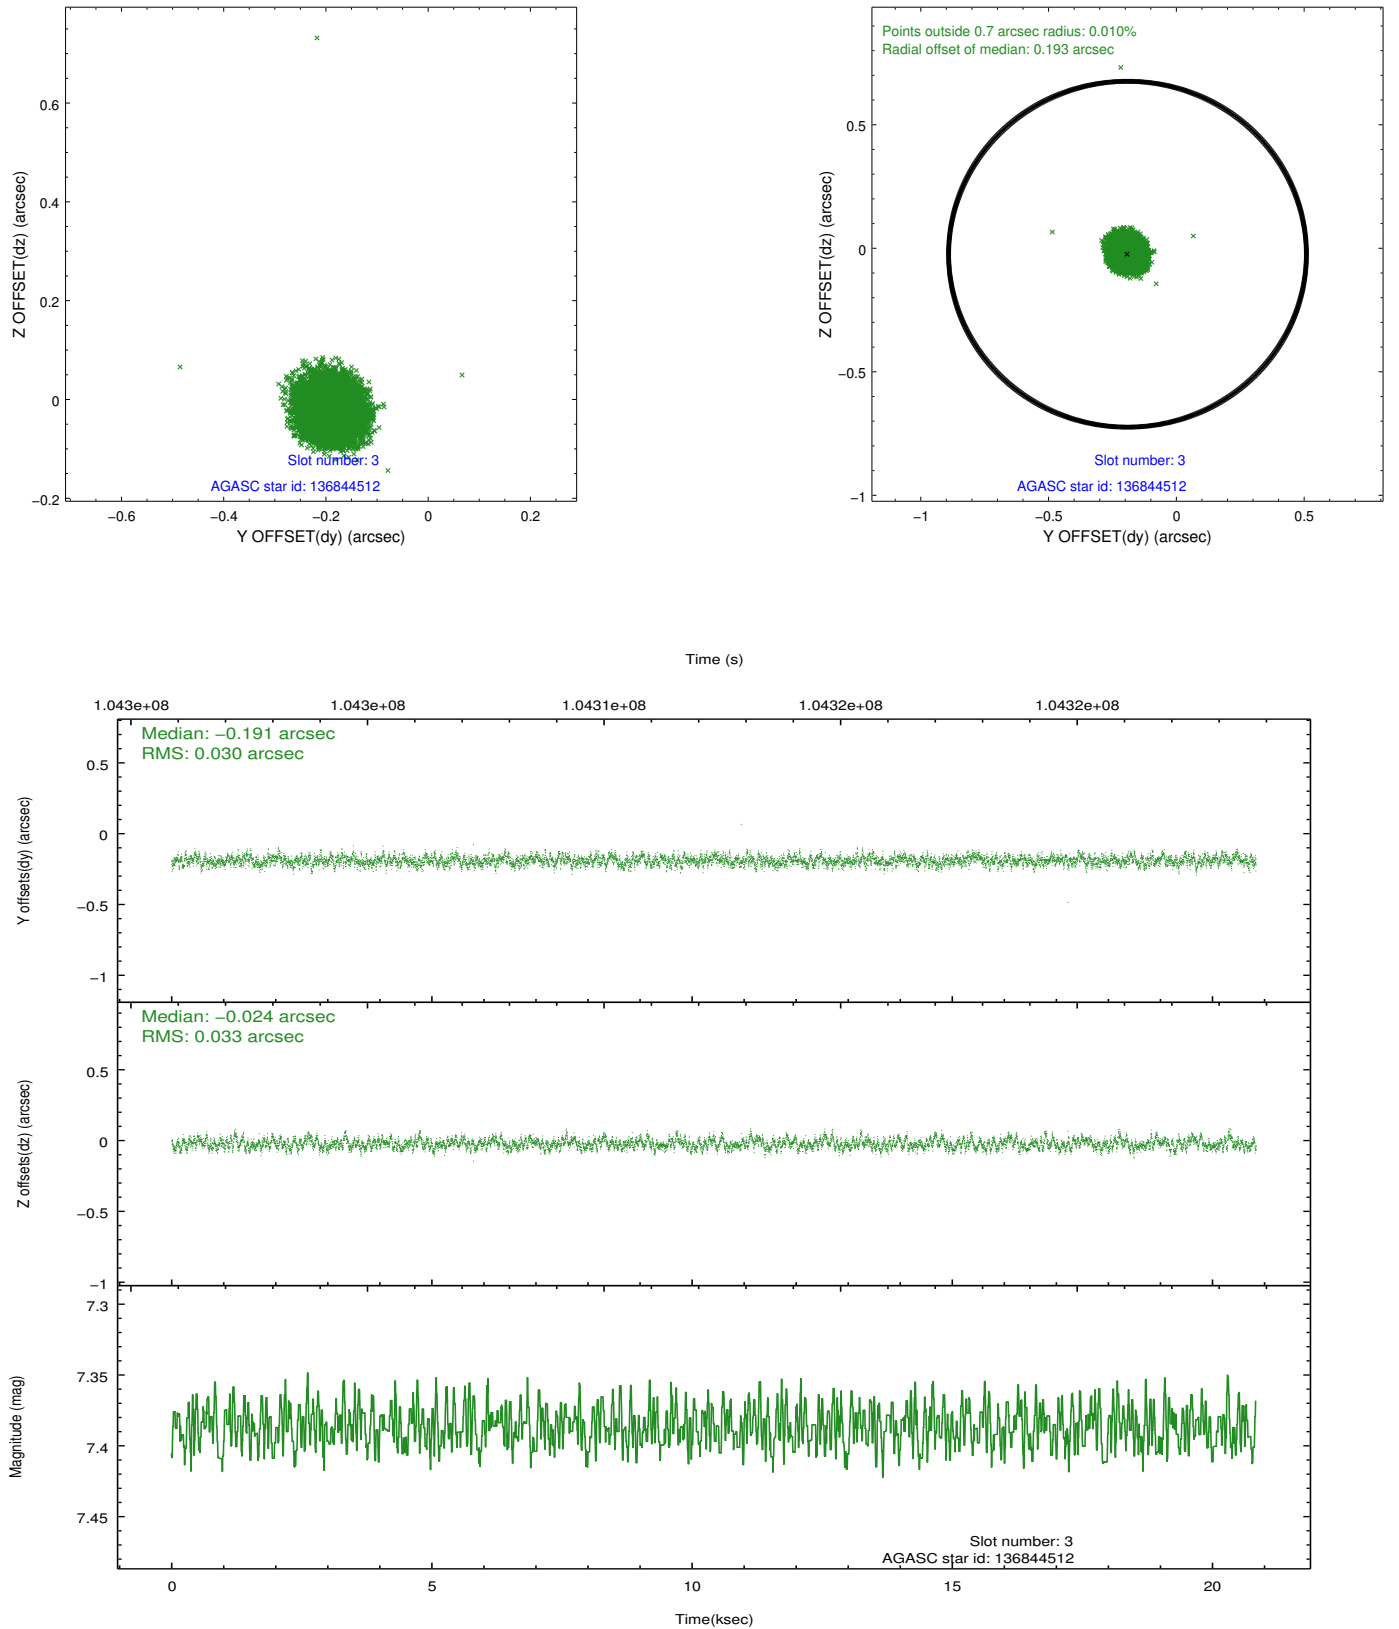 0.6
0.4
0.2
0
−0.2
−0.6
−0.4
−0.2
0
0.2
Z OFFSET(dz) (arcsec)
Y OFFSET(dy) (arcsec)
Slot number: 3
AGASC star id: 136844512
Points outside 0.7 arcsec radius: 0.010%
Radial offset of median: 0.193 arcsec
0.5
0
−0.5
−1
−1
−0.5
0
0.5
Z OFFSET(dz) (arcsec)
Y OFFSET(dy) (arcsec)
Slot number: 3
AGASC star id: 136844512
Time (s)
1.043e+08
1.043e+08
1.0431e+08
1.0432e+08
1.0432e+08
Median: −0.191 arcsec
RMS: 0.030 arcsec
0.5
0
−0.5
−1
Y offsets(dy) (arcsec)
Median: −0.024 arcsec
RMS: 0.033 arcsec
0.5
0
−0.5
−1
Z offsets(dz) (arcsec)
7.3
7.35
7.4
7.45
Magnitude (mag)
Slot number: 3
AGASC star id: 136844512
0
5
10
15
20
Time(ksec)